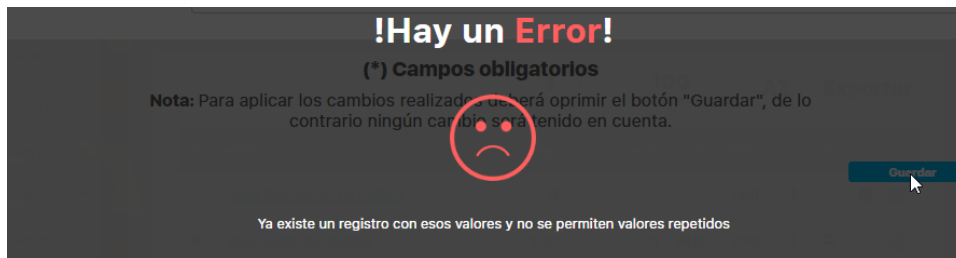 !Hay un Error!
(*) Campos obligatorios
Nota: Para aplicar los cambios realizados deberá oprimir el botón "Guardar", de lo
contrario ningún cambio será tenido en cuenta.
Guardar
Ya existe un registro con esos valores y no se permiten valores repetidos